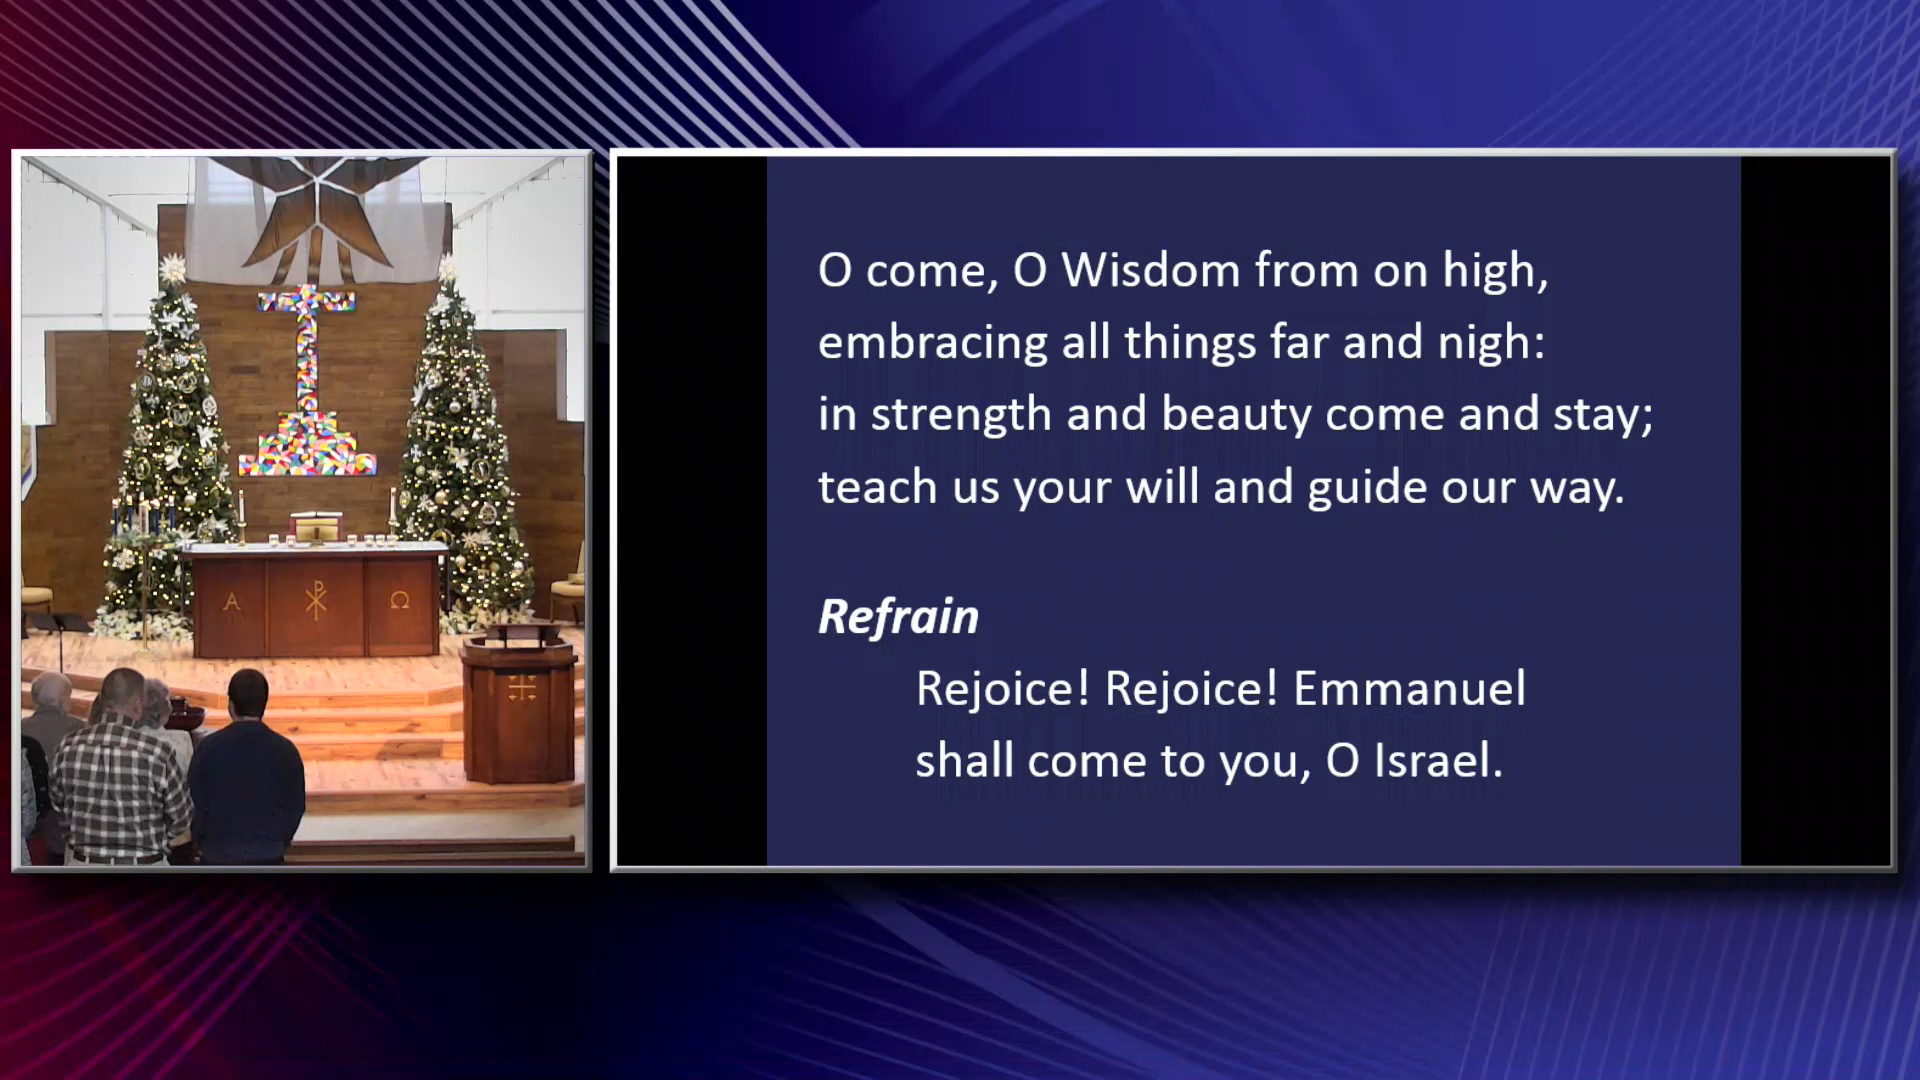 O come, O Wisdom from on high,
embracing all things far and nigh:
in strength and beauty come and stay;
teach us your will and guide our way.
Refrain
Rejoice! Rejoice! Emmanuel
shall come to you, O Israel.
A ☧ Ω